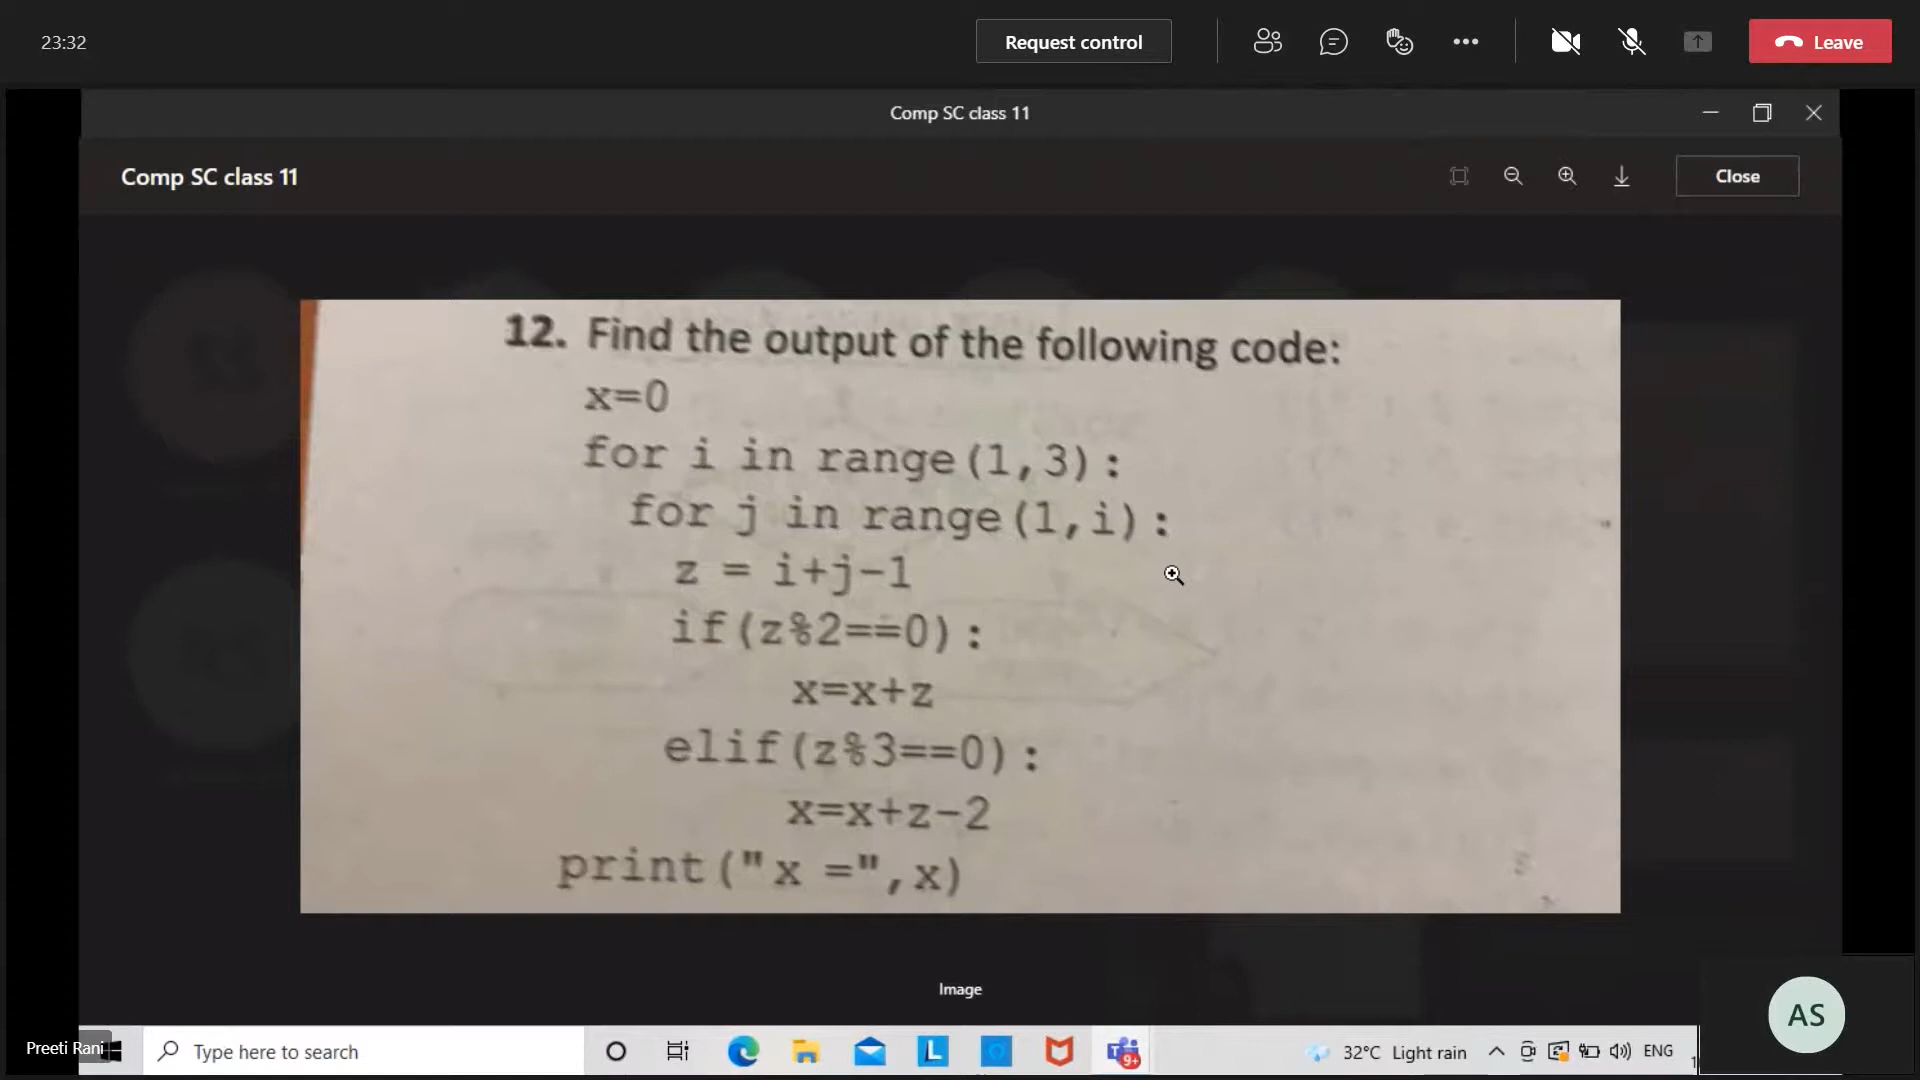 23:32
Request control
Leave
Comp SC class 11
Comp SC class 11
Close
12. Find the output of the following code:
x=0
for i in range(1,3):
for j in range(1,i):
z = i+j-1
if(z%2==0):
x=x+z
elif(z%3==0):
x=x+z-2
print("x =",x)
Image
AS
Preeti Rani
Type here to search
L
T
9+
32°C Light rain
ENG